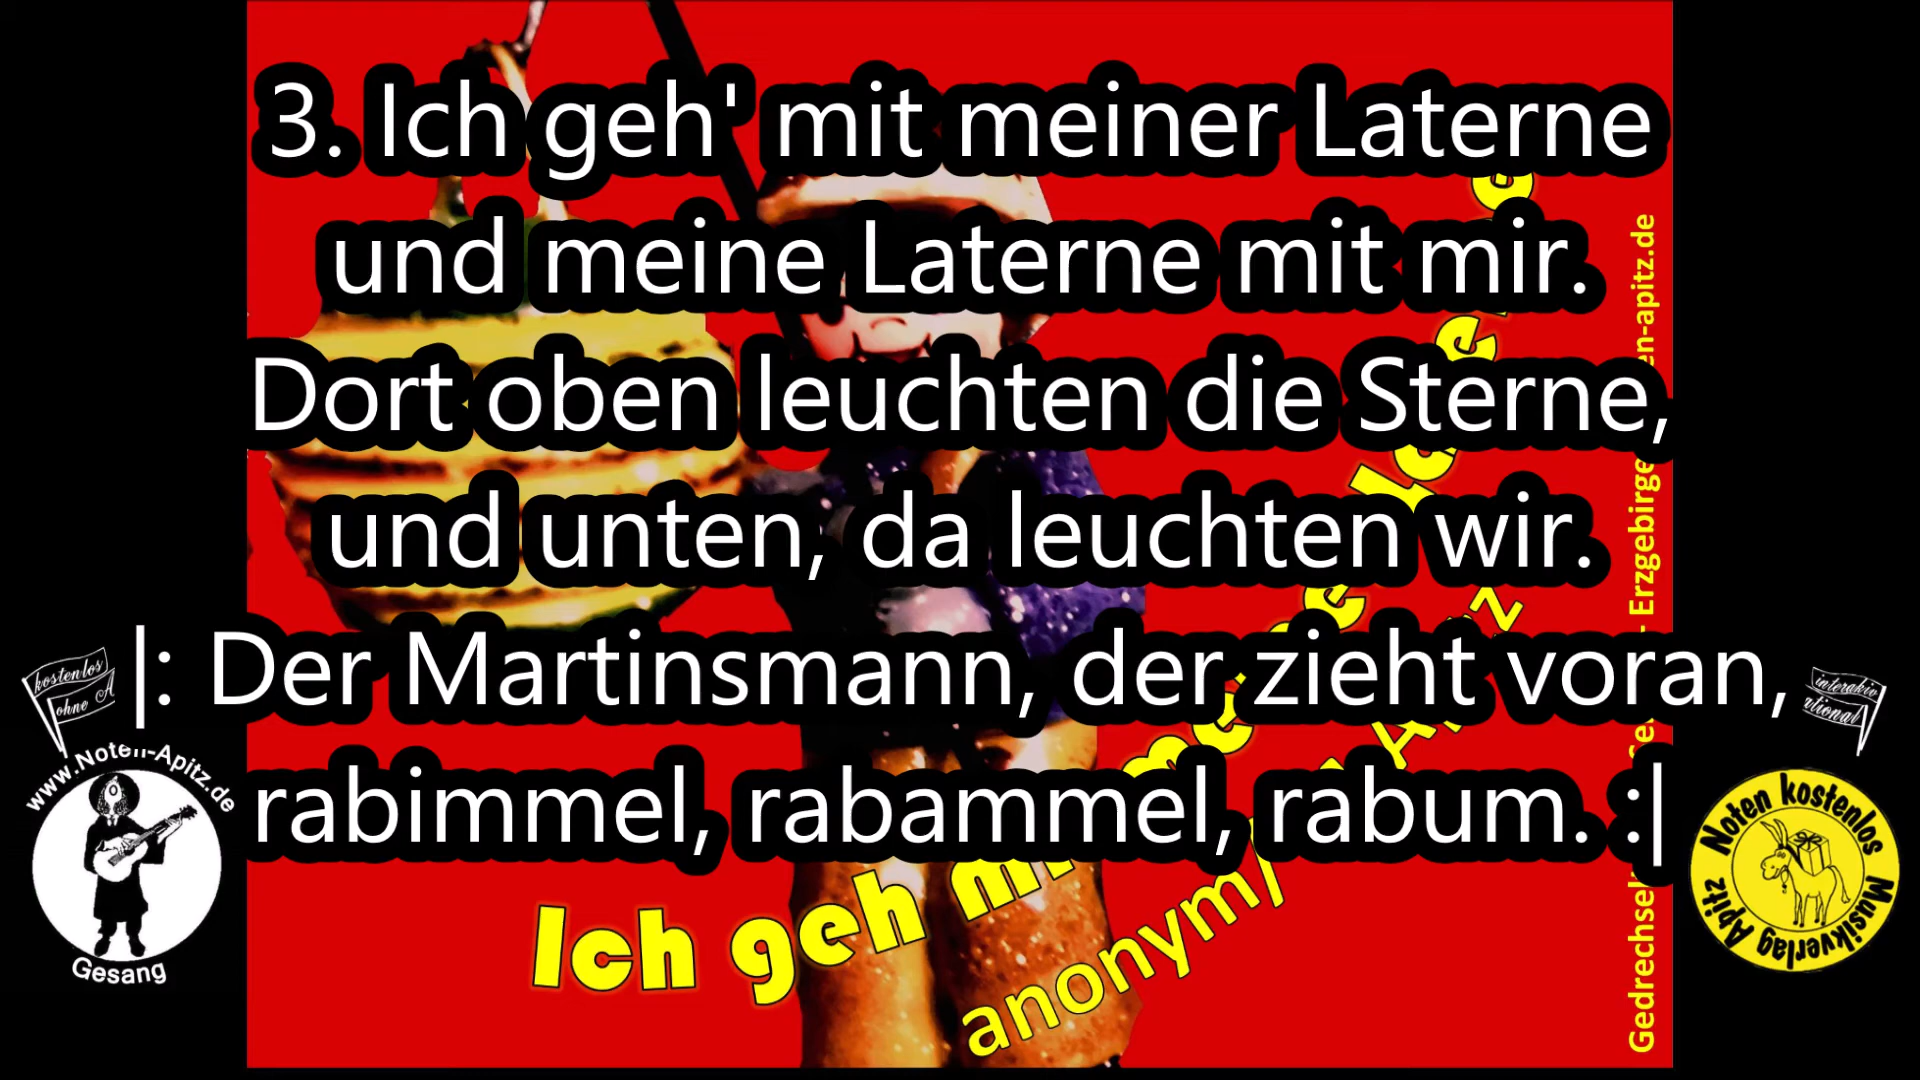 3. Ich geh' mit meiner Laterne
und meine Laterne mit mir.
Dort oben leuchten die Sterne,
und unten, da leuchten wir.
|: Der Martinsmann, der zieht voran,
rabimmel, rabammel, rabum. :|
Ich geh
anonym/
kostenlos
ohne A
www.Noten-Apitz.de
Gesang
Noten kostenlos
Musikverlag Apitz
Erzgebirge